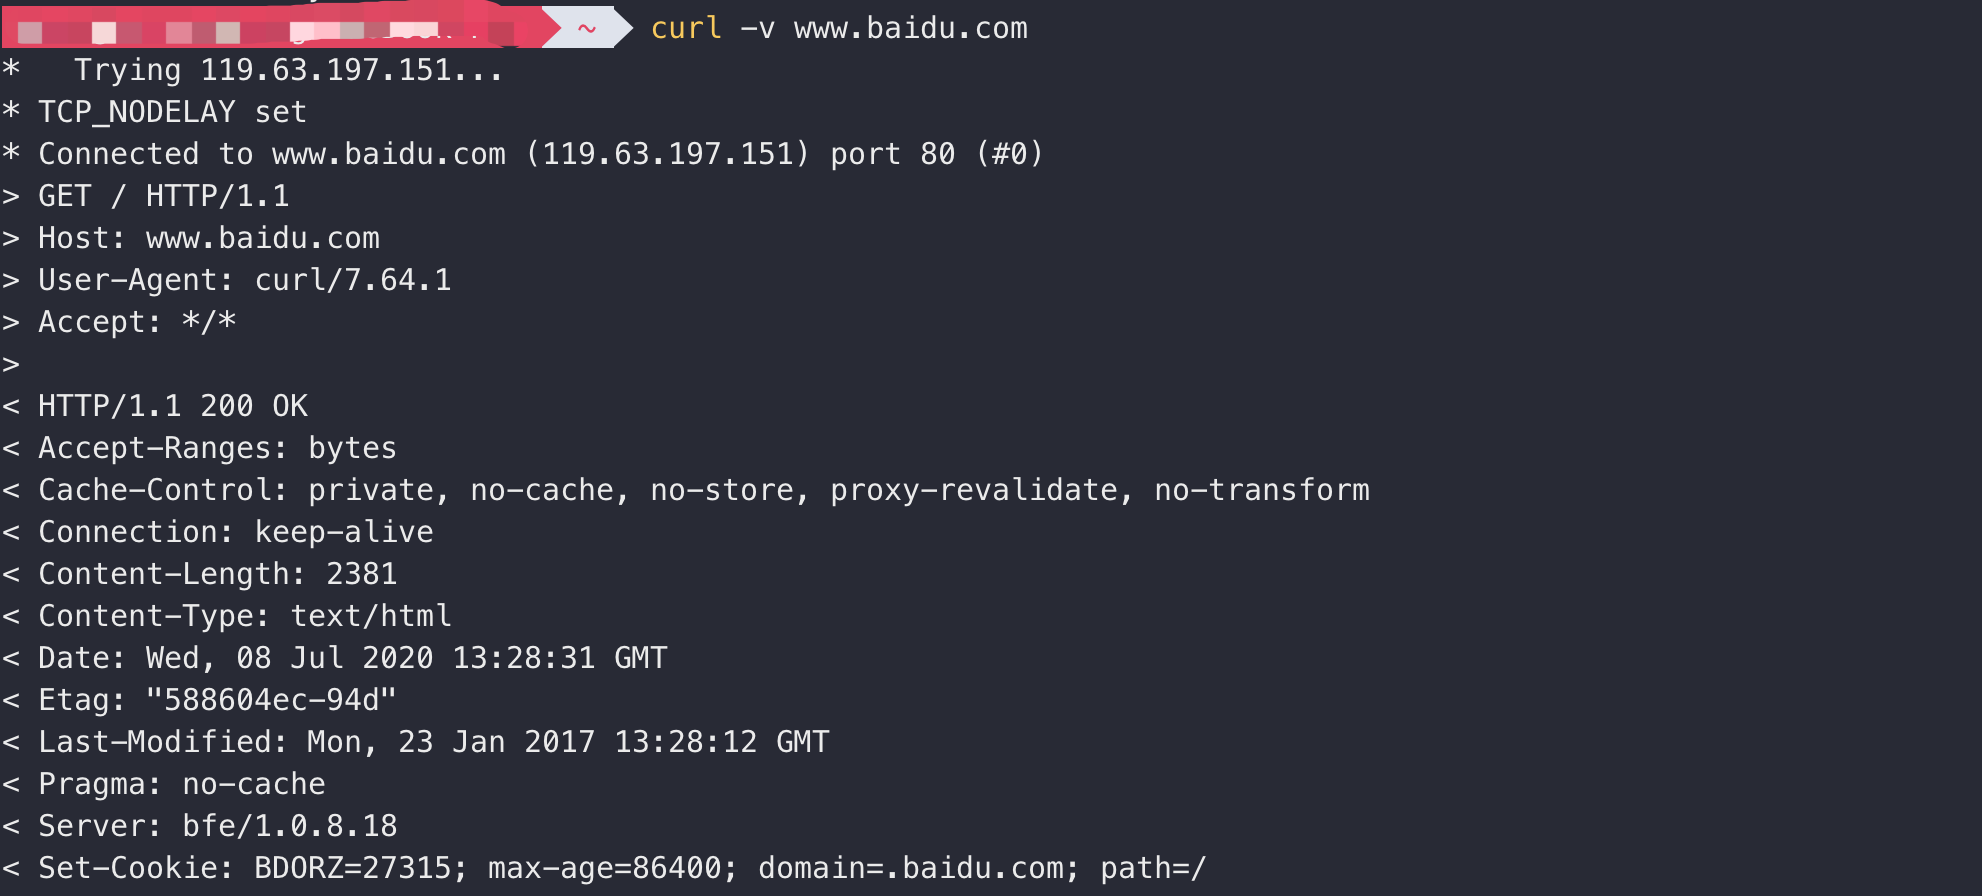 ~ curl -v www.baidu.com
*   Trying 119.63.197.151...
* TCP_NODELAY set
* Connected to www.baidu.com (119.63.197.151) port 80 (#0)
> GET / HTTP/1.1
> Host: www.baidu.com
> User-Agent: curl/7.64.1
> Accept: */*
>
< HTTP/1.1 200 OK
< Accept-Ranges: bytes
< Cache-Control: private, no-cache, no-store, proxy-revalidate, no-transform
< Connection: keep-alive
< Content-Length: 2381
< Content-Type: text/html
< Date: Wed, 08 Jul 2020 13:28:31 GMT
< Etag: "588604ec-94d"
< Last-Modified: Mon, 23 Jan 2017 13:28:12 GMT
< Pragma: no-cache
< Server: bfe/1.0.8.18
< Set-Cookie: BDORZ=27315; max-age=86400; domain=.baidu.com; path=/